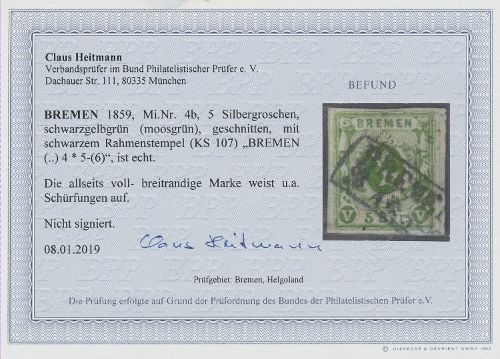 Claus Heitmann
Verbandsprüfer im Bund Philatelistischer Prüfer e. V.
Dachauer Str. 111, 80335 München
BEFUND
BREMEN 1859, Mi.Nr. 4b, 5 Silbergroschen,
schwarzgelbgrün (moosgrün), geschnitten, mit
schwarzem Rahmenstempel (KS 107) „BREMEN
(..) 4 * 5-(6)“, ist echt.
Die allseits voll- breitrandige Marke weist u.a.
Schürfungen auf.
Nicht signiert.
08.01.2019
Claus Heitmann
BREMEN
BREME
V 5 V
Prüfgebiet: Bremen, Helgoland
Die Prüfung erfolgte auf Grund der Prüfordnung des Bundes der Philatelistischen Prüfer e.V.